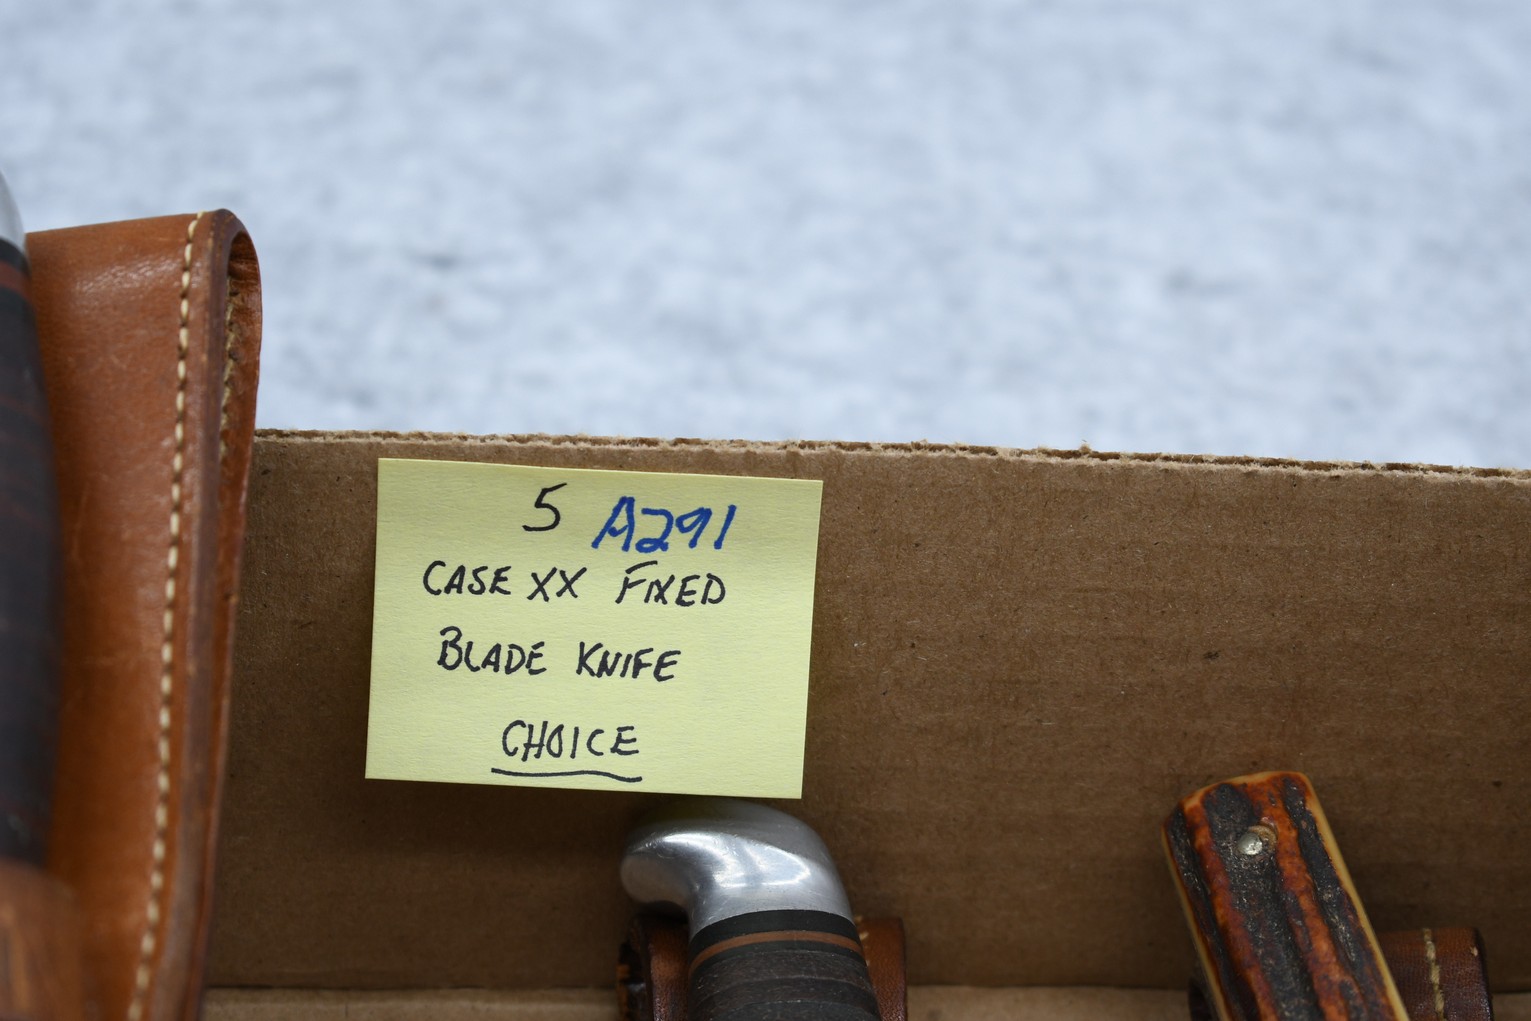 5 A291
CASE XX FIXED
BLADE KNIFE
CHOICE